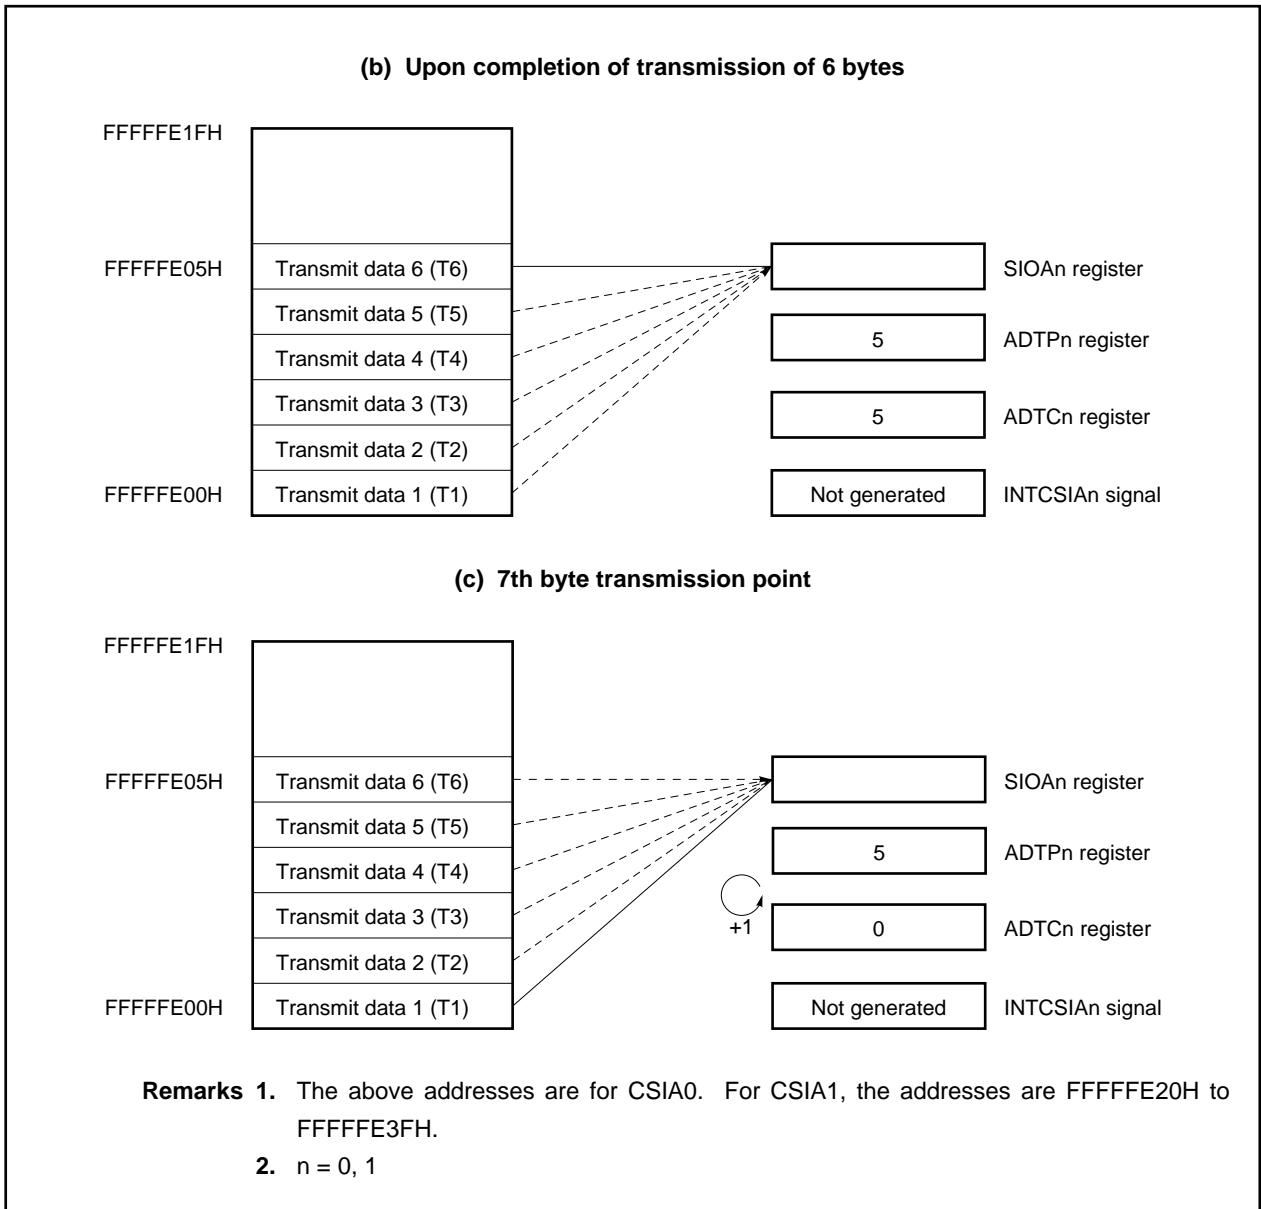 (b) Upon completion of transmission of 6 bytes
FFFFFE1FH
FFFFFE05H Transmit data 6 (T6) SIOAn register
Transmit data 5 (T5)
5 ADTPn register
Transmit data 4 (T4)
Transmit data 3 (T3)
5 ADTCn register
Transmit data 2 (T2)
FFFFFE00H Transmit data 1 (T1) Not generated INTCSIAn signal
(c) 7th byte transmission point
FFFFFE1FH
FFFFFE05H Transmit data 6 (T6) SIOAn register
Transmit data 5 (T5)
5 ADTPn register
Transmit data 4 (T4)
Transmit data 3 (T3)
+1 0 ADTCn register
Transmit data 2 (T2)
FFFFFE00H Transmit data 1 (T1) Not generated INTCSIAn signal
Remarks 1. The above addresses are for CSIA0. For CSIA1, the addresses are FFFFFE20H to
FFFFFE3FH.
2. n = 0, 1